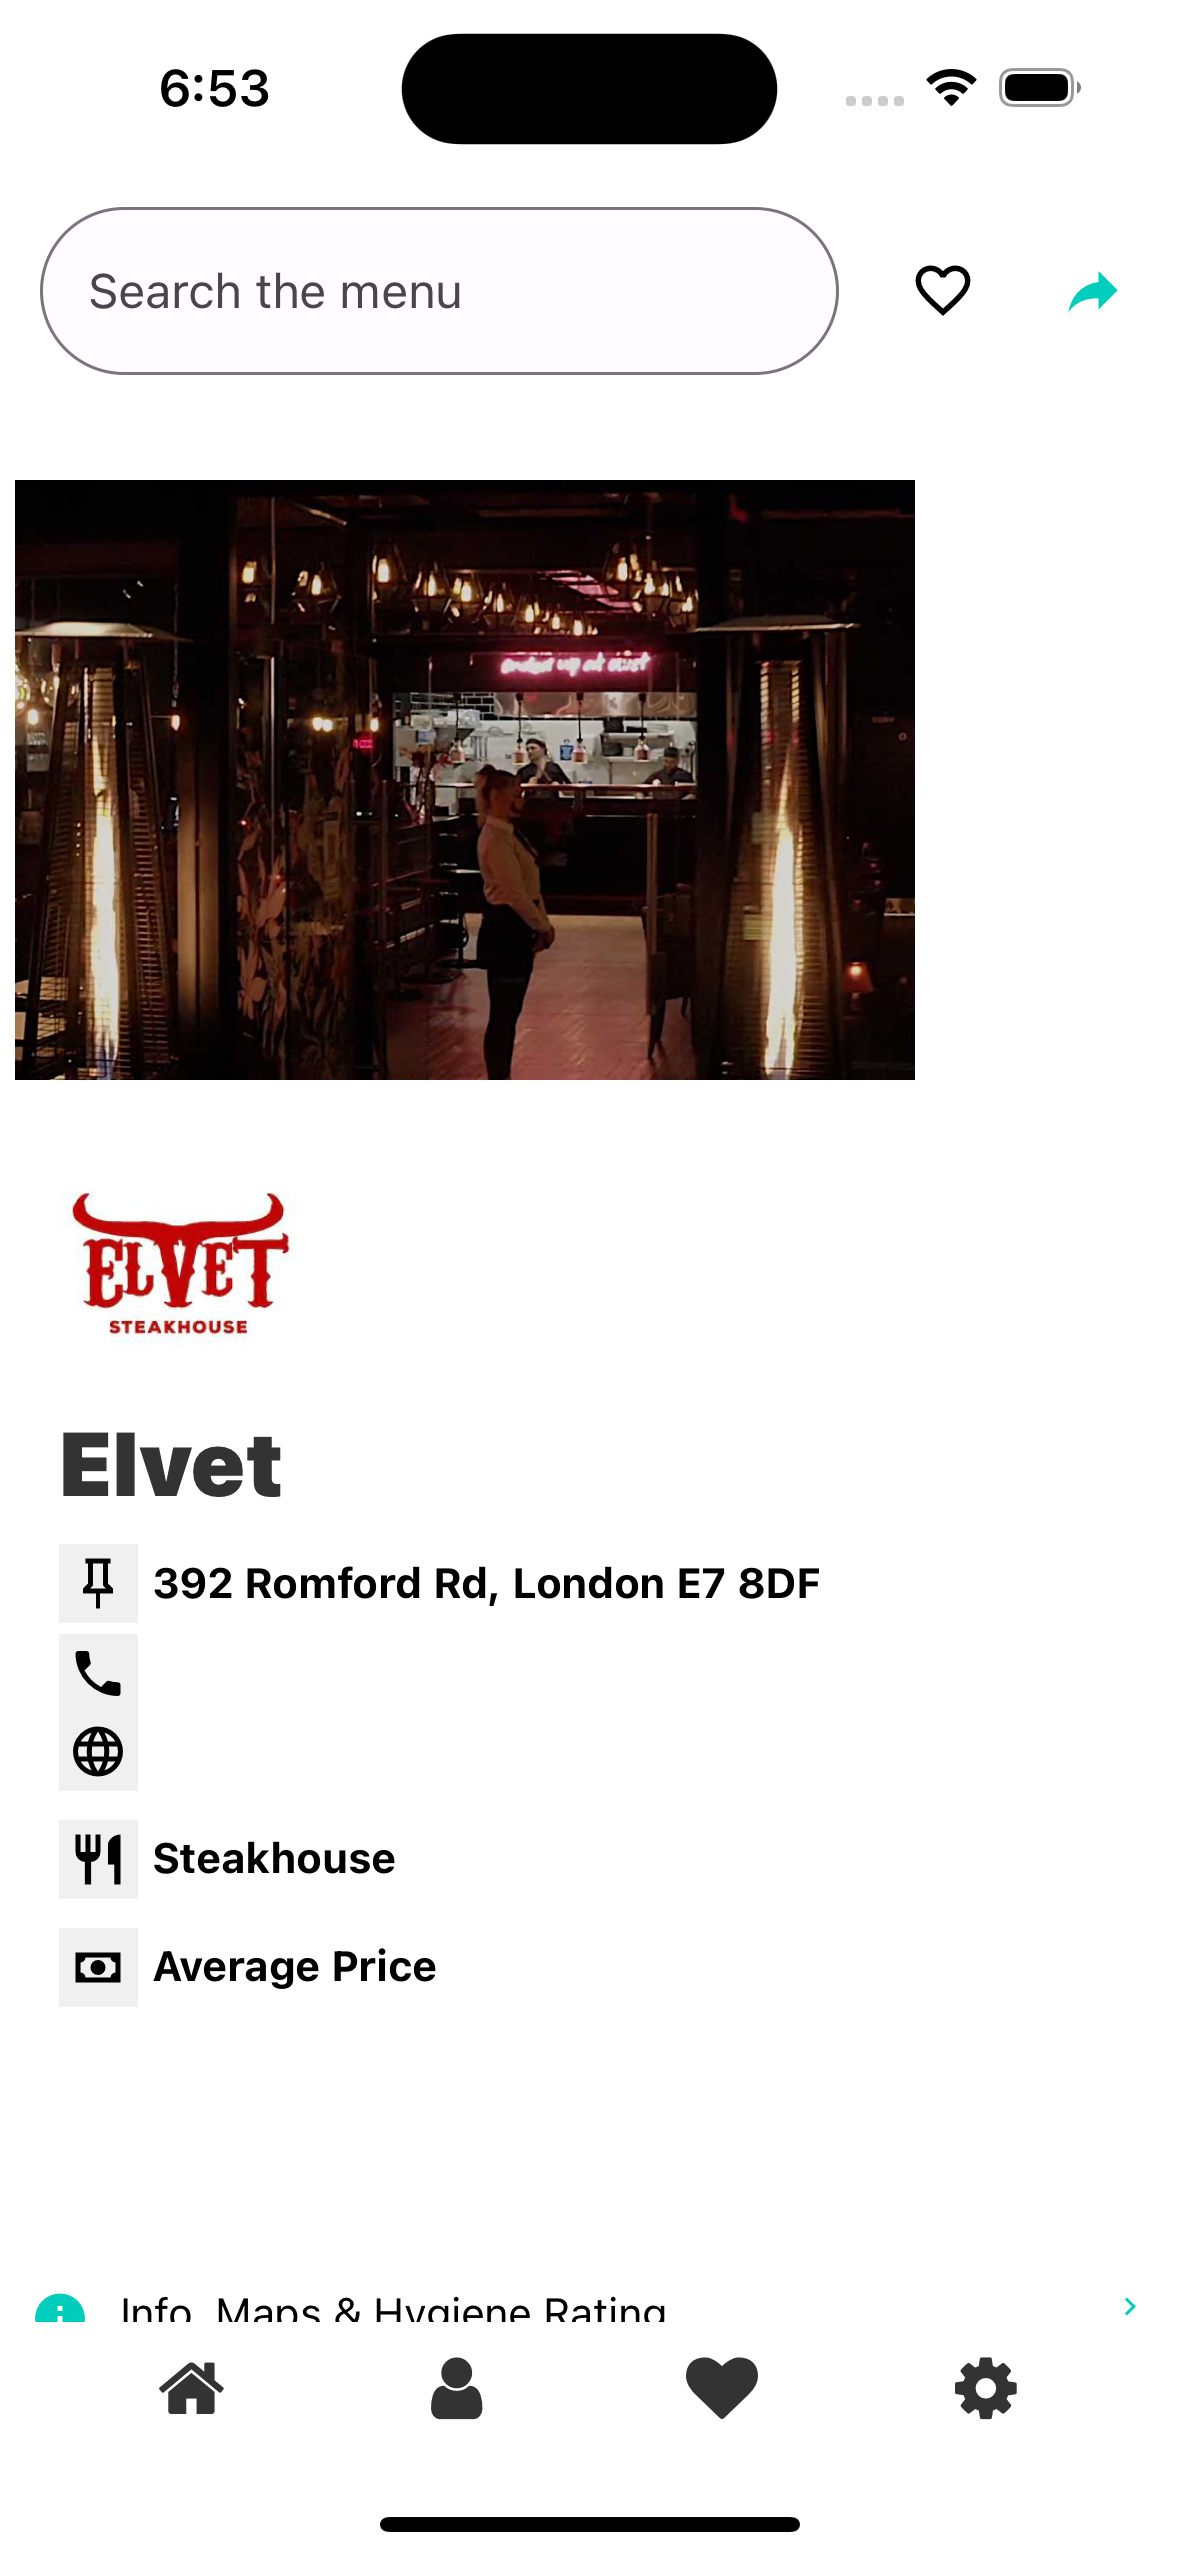 6:53
Search the menu
ELVET
STEAKHOUSE
Elvet
392 Romford Rd, London E7 8DF
Steakhouse
Average Price
Info, Maps & Hygiene Rating